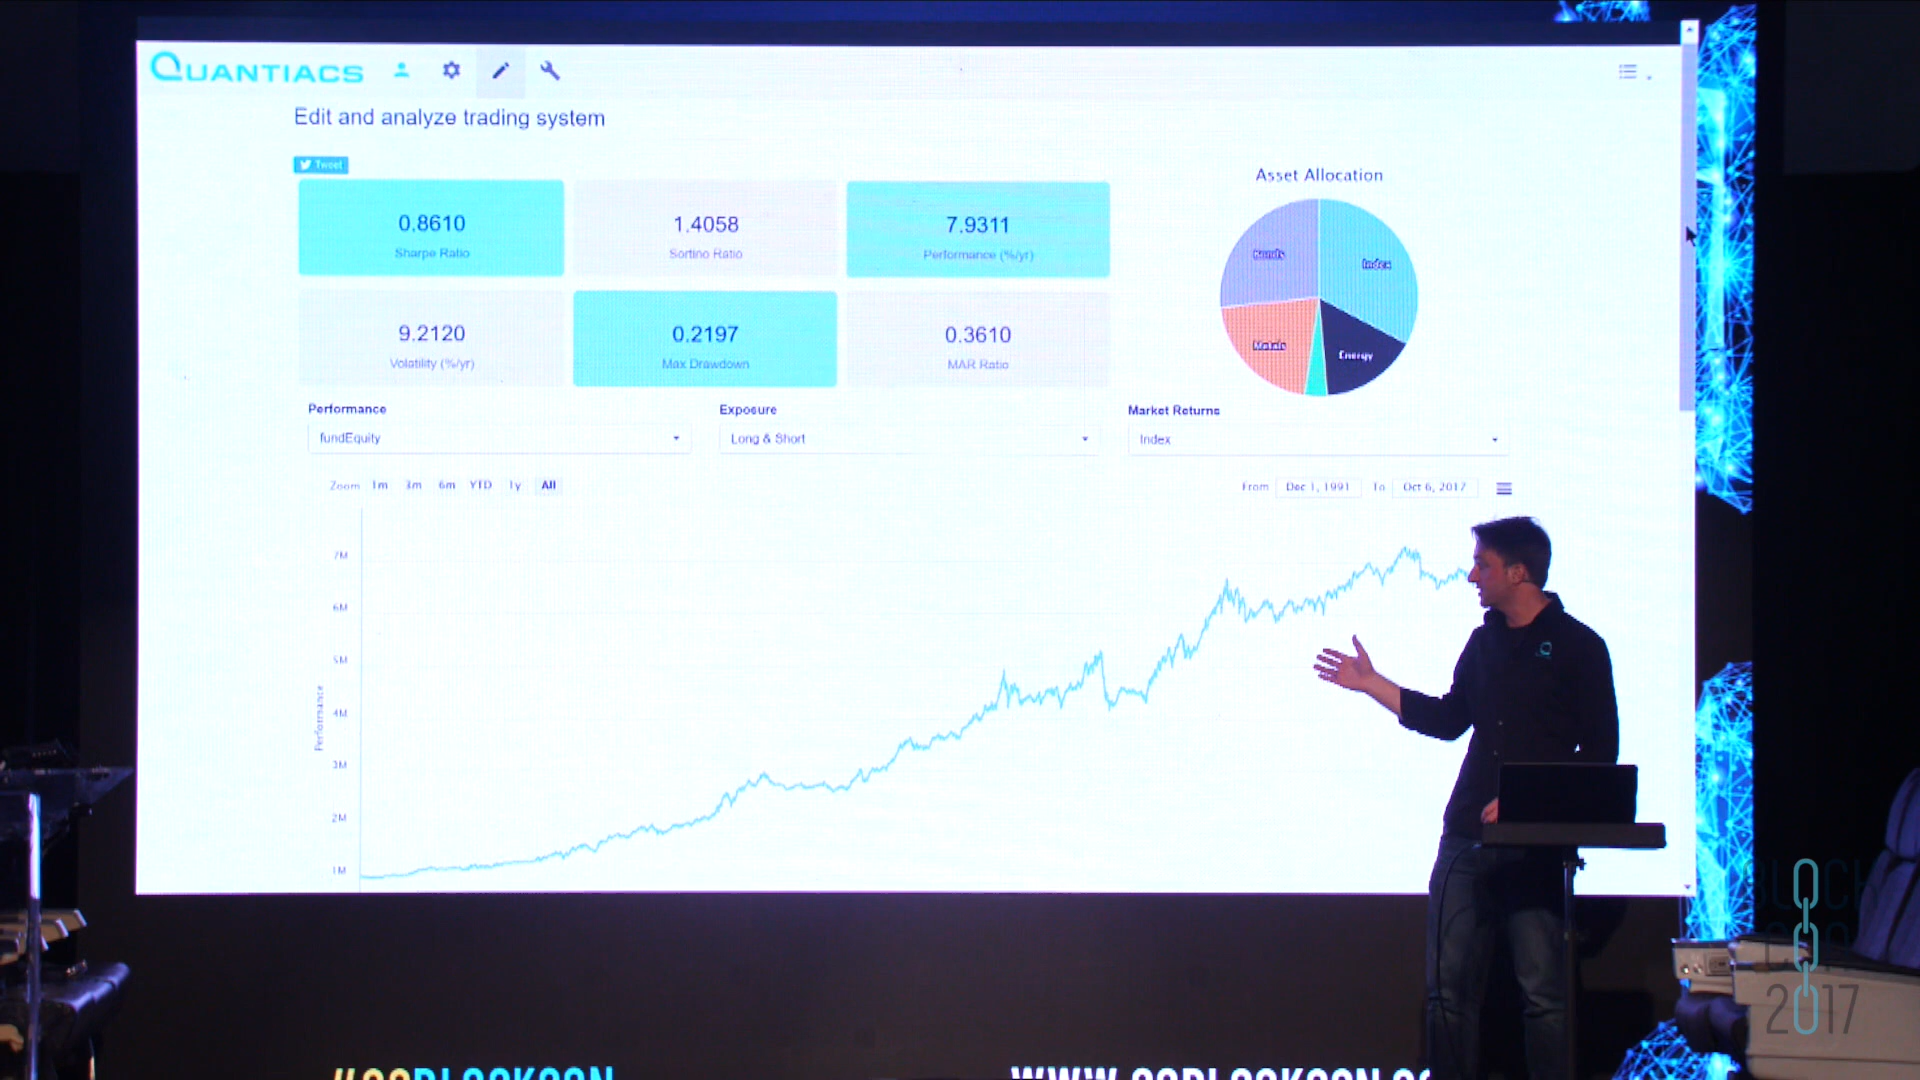 QUANTIACS
Edit and analyze trading system
Tweet
0.8610
Sharpe Ratio
1.4058
Sortino Ratio
7.9311
Performance (%/yr)
9.2120
Volatility (%/yr)
0.2197
Max Drawdown
0.3610
MAR Ratio
Asset Allocation
Bonds
Index
Metals
Energy
Performance
fundEquity
Exposure
Long & Short
Market Returns
Index
Zoom 1m 3m 6m YTD 1y All
From Dec 1, 1991 To Oct 6, 2017
7M
6M
5M
4M
3M
2M
1M
Performance
BLOCK
CON
2017